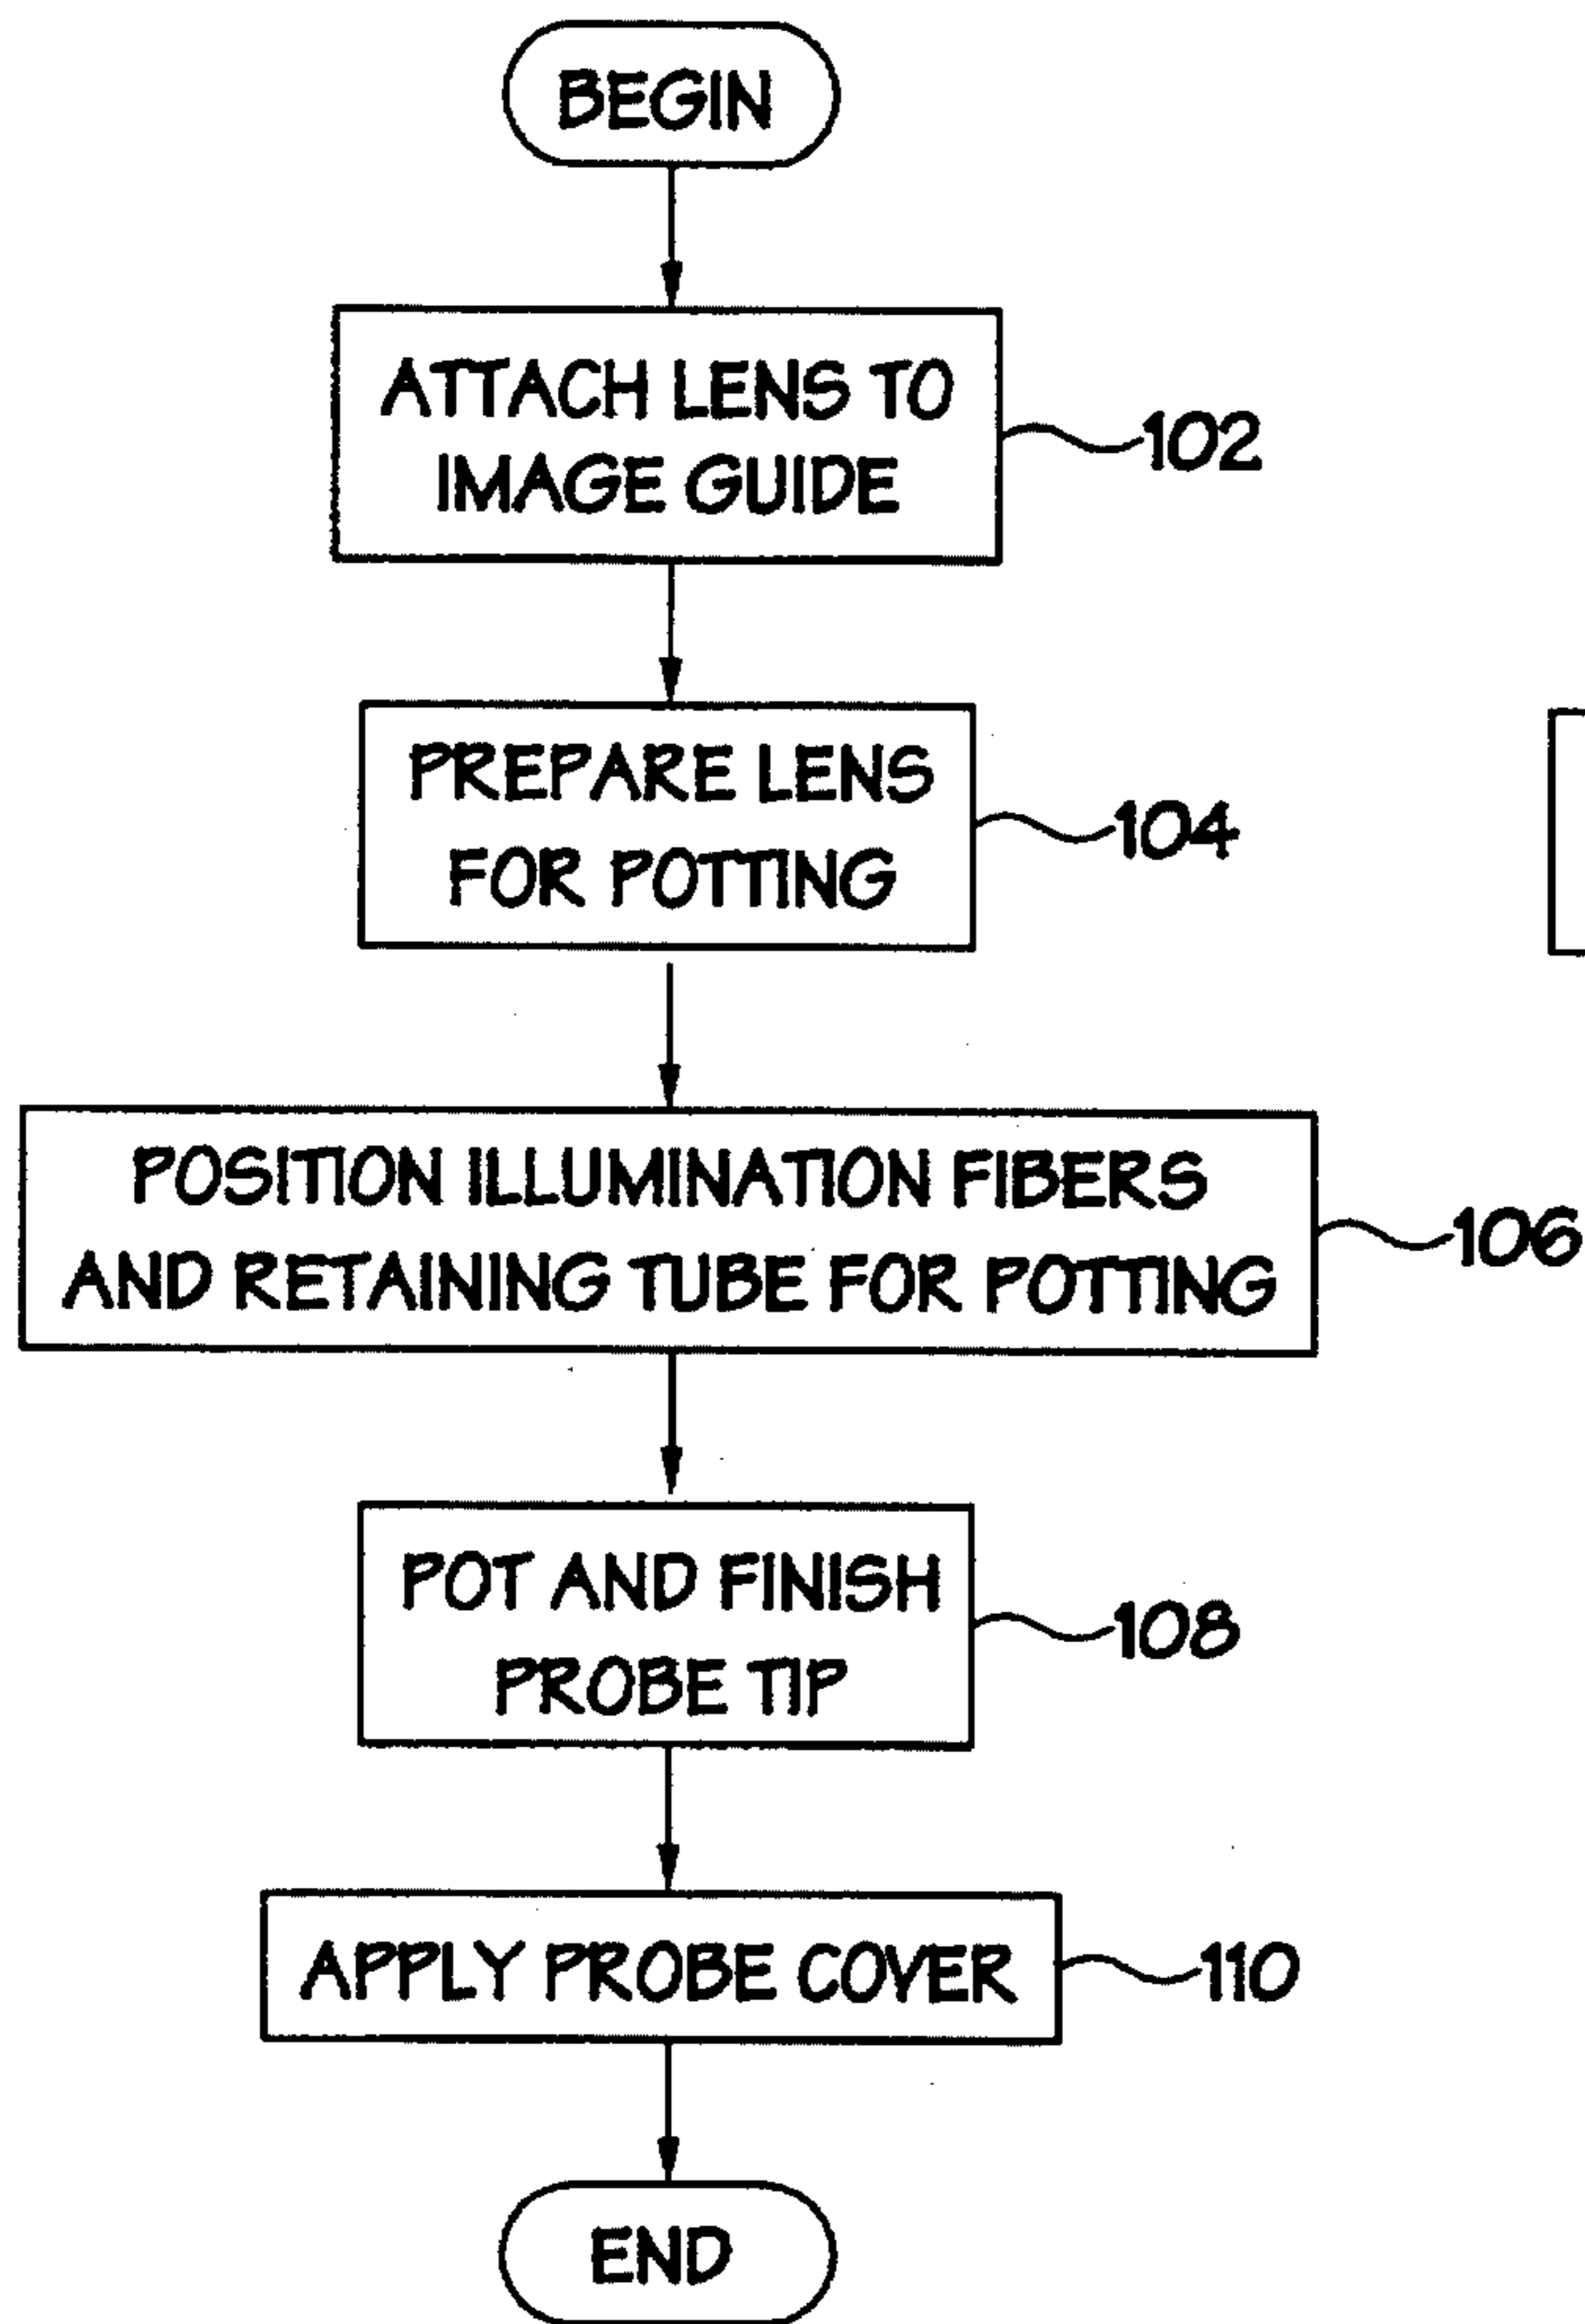 BEGIN
ATTACH LENS TO
IMAGE GUIDE
102
PREPARE LENS
FOR POTTING
104
POSITION ILLUMINATION FIBERS
AND RETAINING TUBE FOR POTTING
106
POT AND FINISH
PROBE TIP
108
APPLY PROBE COVER
110
END